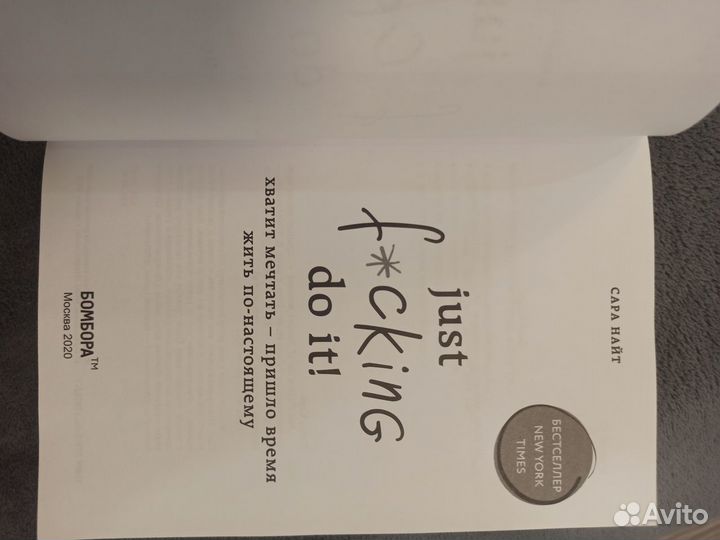 САРА НАЙТ
БЕСТСЕЛЛЕР
NEW YORK
TIMES
just
f*cking
do it!
хватит мечтать – пришло время
жить по-настоящему
БОМБОРА™
Москва 2020
Avito